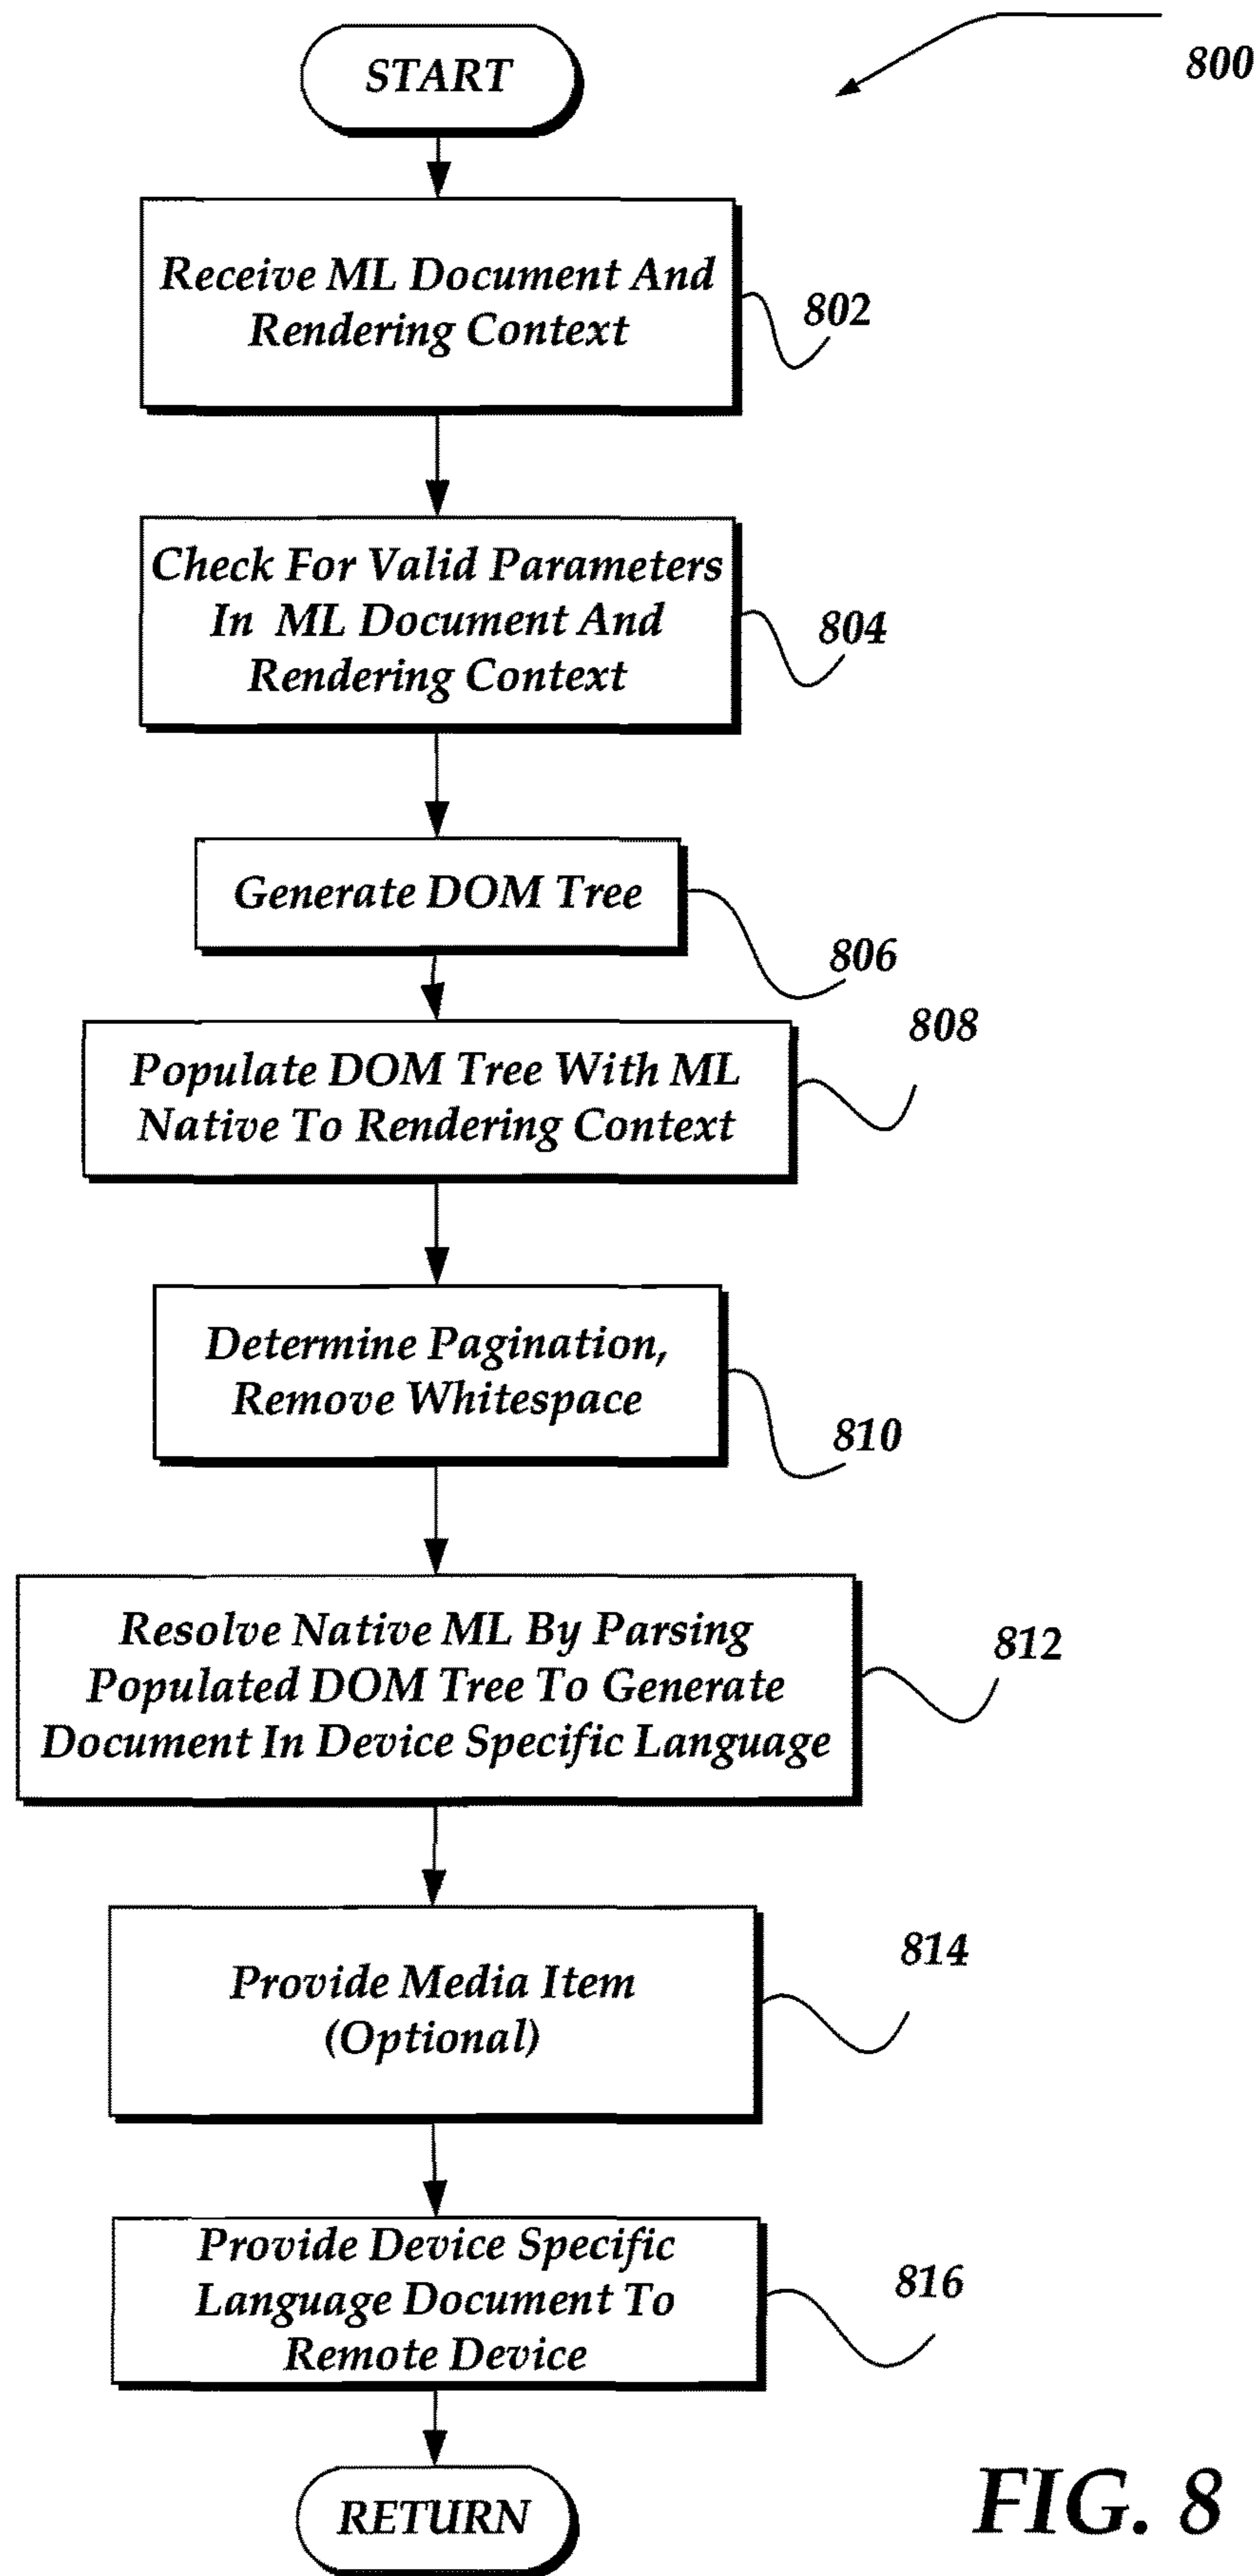 START
800
Receive ML Document And
Rendering Context
802
Check For Valid Parameters
In ML Document And
Rendering Context
804
Generate DOM Tree
806
808
Populate DOM Tree With ML
Native To Rendering Context
Determine Pagination,
Remove Whitespace
810
Resolve Native ML By Parsing
Populated DOM Tree To Generate
Document In Device Specific Language
812
Provide Media Item
(Optional)
814
Provide Device Specific
Language Document To
Remote Device
816
RETURN
FIG. 8